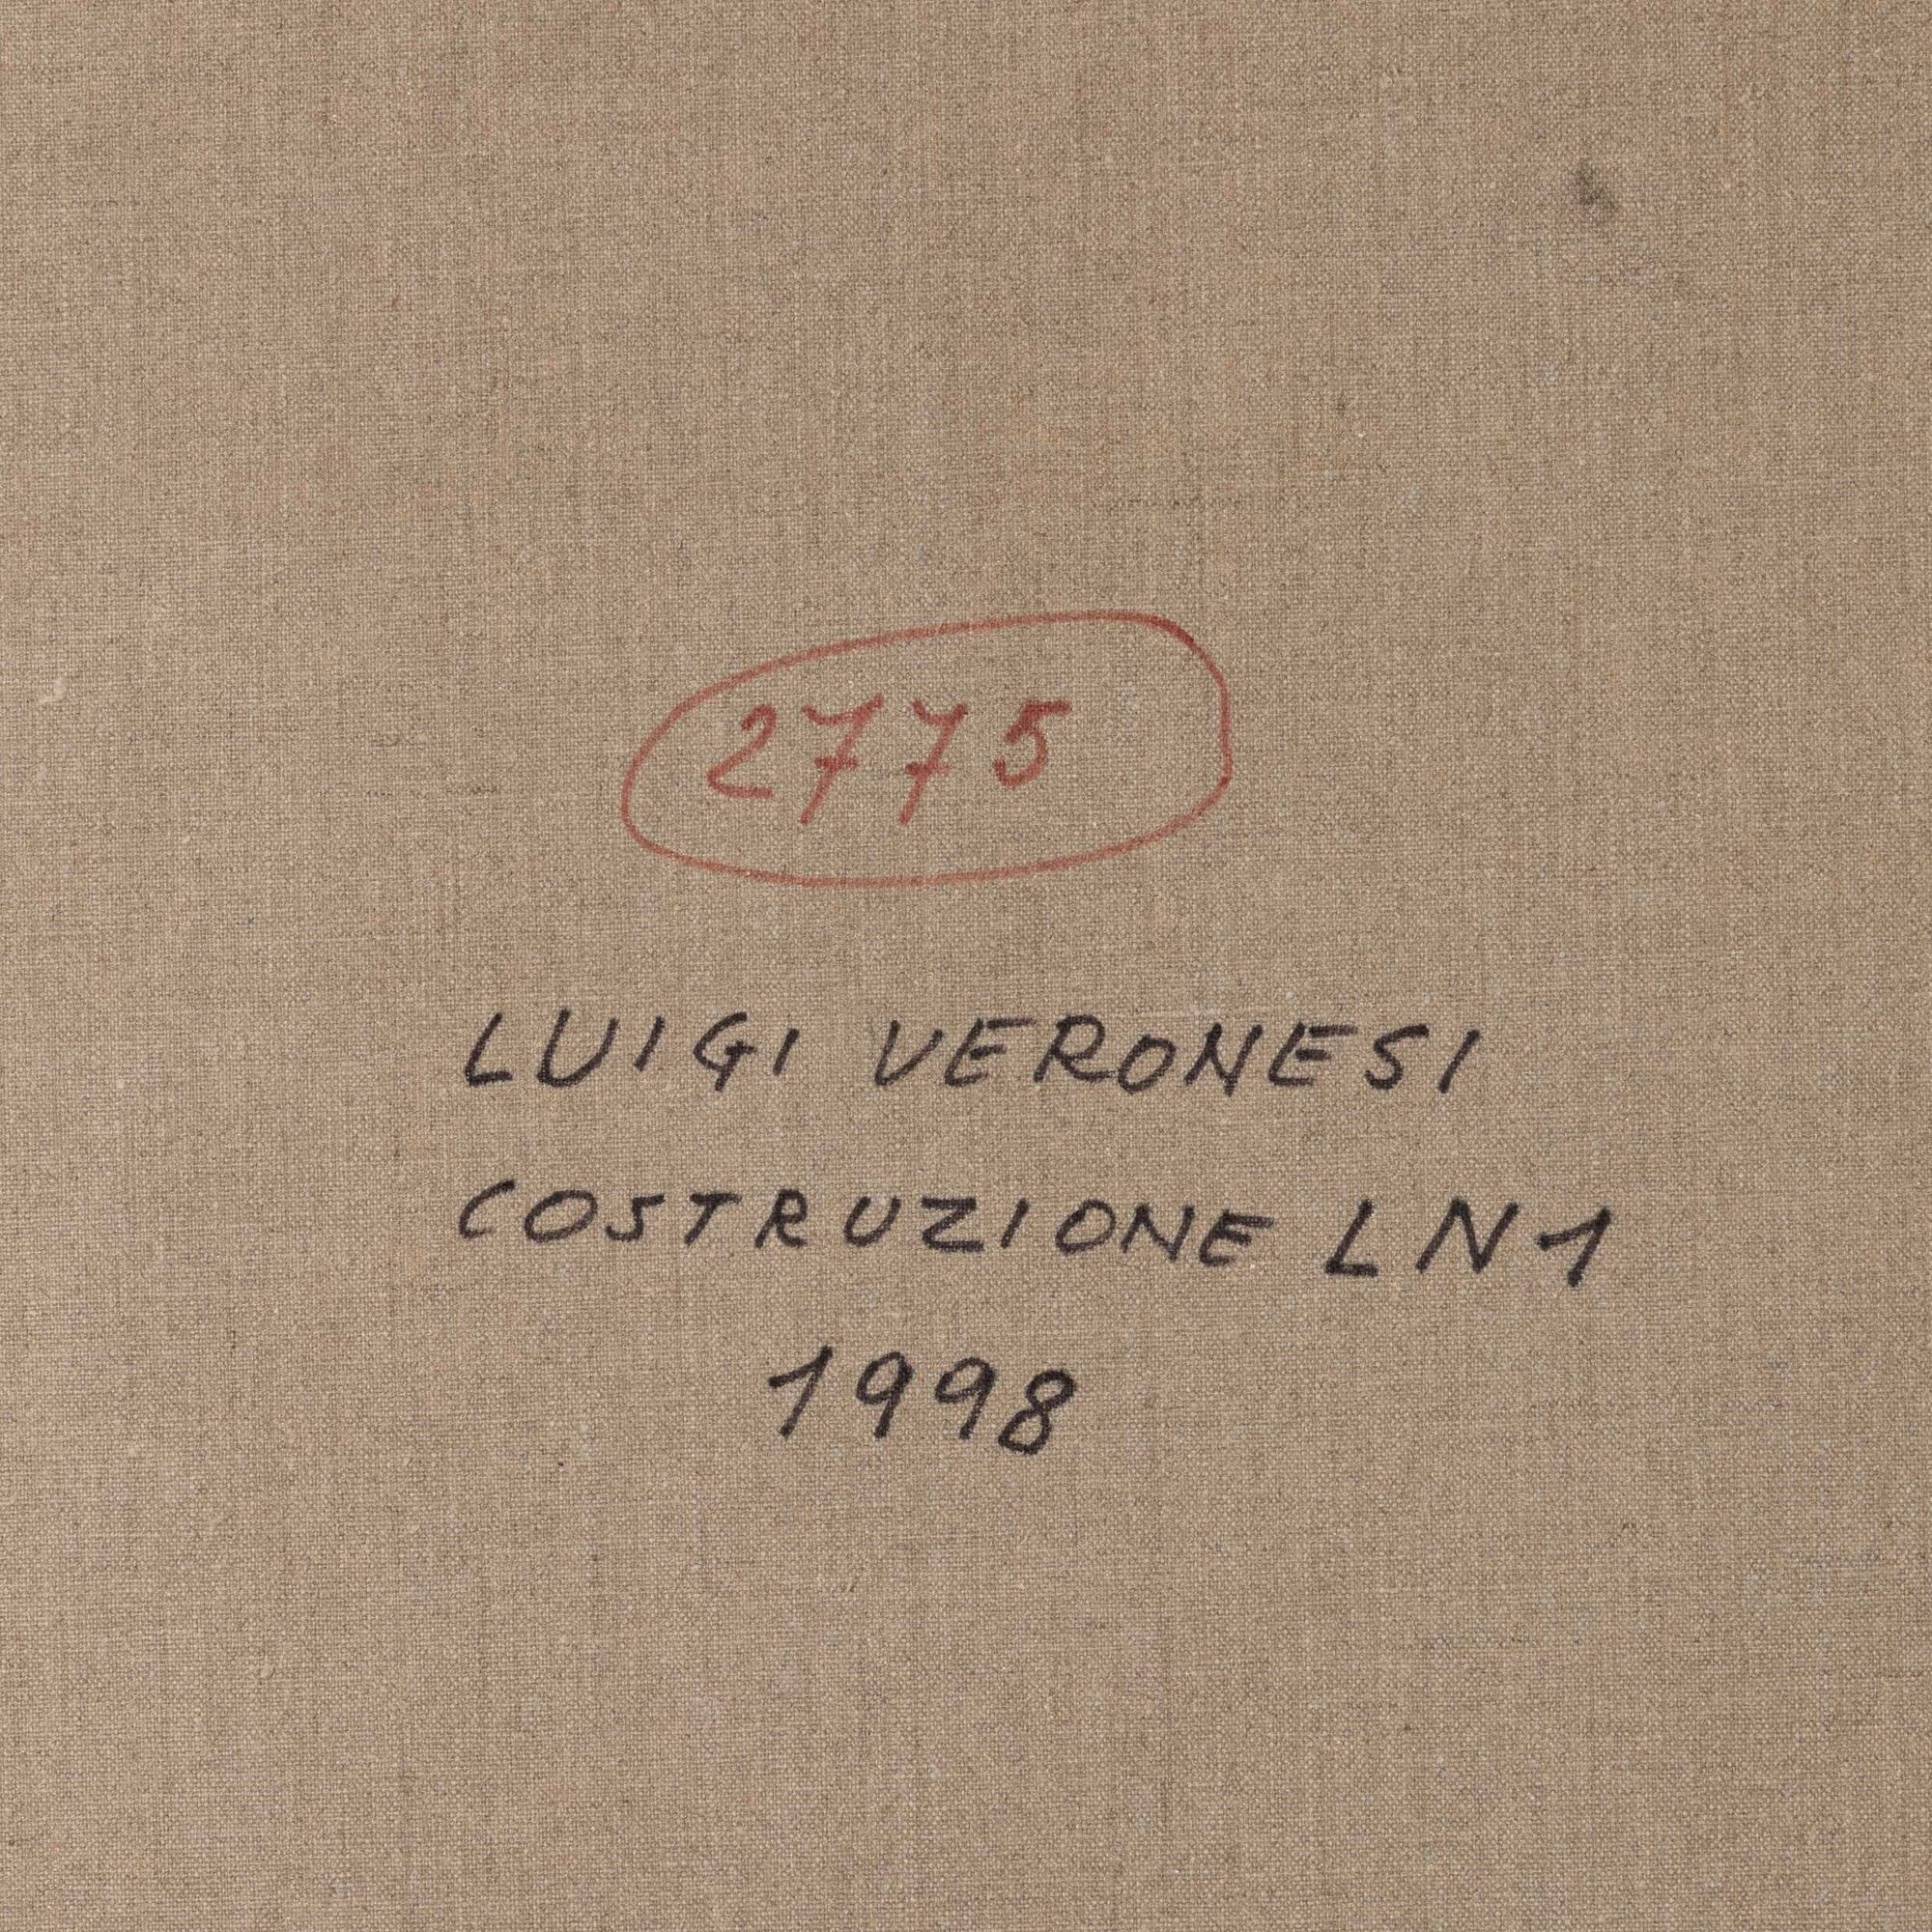 2775
LUIGI VERONESI
COSTRUZIONE LN1
1998